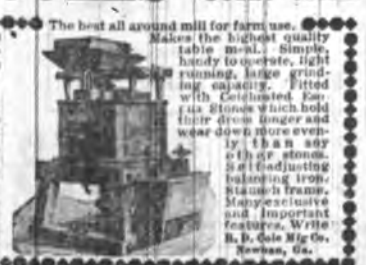 The best all around mill for farm use.
Makes the highest quality
table meal. Simple,
handy to operate, light
running, large grind-
ing capacity. Fitted
with Celebrated Eso-
pus Stones which hold
their dress longer and
wear down more even-
ly than any
other stones.
Self-adjusting
balancing iron.
Staunch frame.
Many exclusive
and important
features. Write
R. D. Cole Mfg Co.
Newnan, Ga.